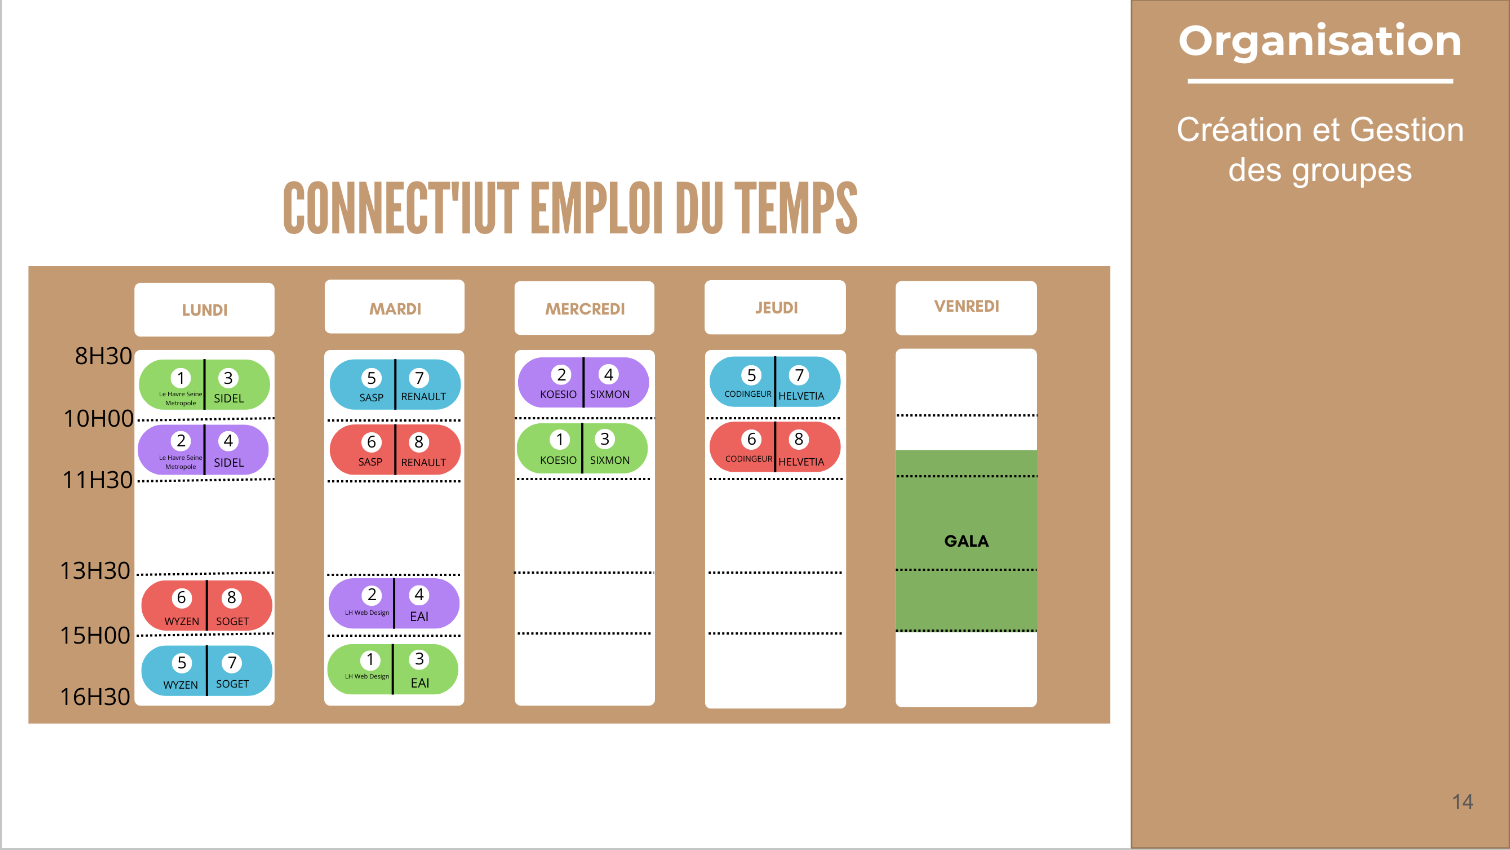 Organisation
Création et Gestion
des groupes
CONNECT'IUT EMPLOI DU TEMPS
LUNDI MARDI MERCREDI JEUDI VENREDI
8H30
1 3 5 7 2 4 5 7
Le Havre Seine
Metropole SIDEL SASP RENAULT KOESIO SIXMON CODINGEUR HELVETIA
10H00
2 4 6 8 1 3 6 8
Le Havre Seine
Metropole SIDEL SASP RENAULT KOESIO SIXMON CODINGEUR HELVETIA
11H30
GALA
13H30
6 8 2 4
WYZEN SOGET LH Web Design EAI
15H00
5 7 1 3
WYZEN SOGET LH Web Design EAI
16H30
14